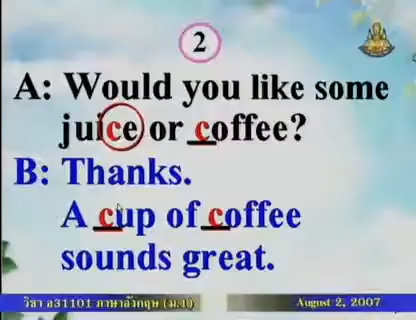 2
A: Would you like some
juice or coffee?
B: Thanks.
A cup of coffee
sounds great.
วิชา อ31101 ภาษาอังกฤษ (ม.1) August 2, 2007